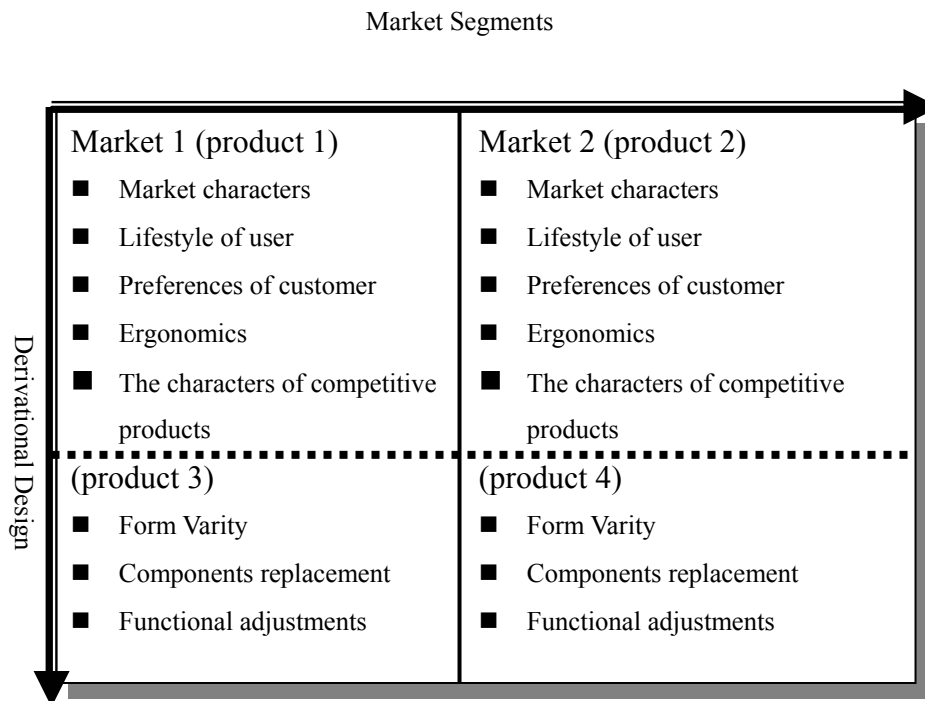 Market Segments
Market 1 (product 1)
■ Market characters
■ Lifestyle of user
■ Preferences of customer
■ Ergonomics
■ The characters of competitive
products
Market 2 (product 2)
■ Market characters
■ Lifestyle of user
■ Preferences of customer
■ Ergonomics
■ The characters of competitive
products
Derivational Design
(product 3)
■ Form Varity
■ Components replacement
■ Functional adjustments
(product 4)
■ Form Varity
■ Components replacement
■ Functional adjustments